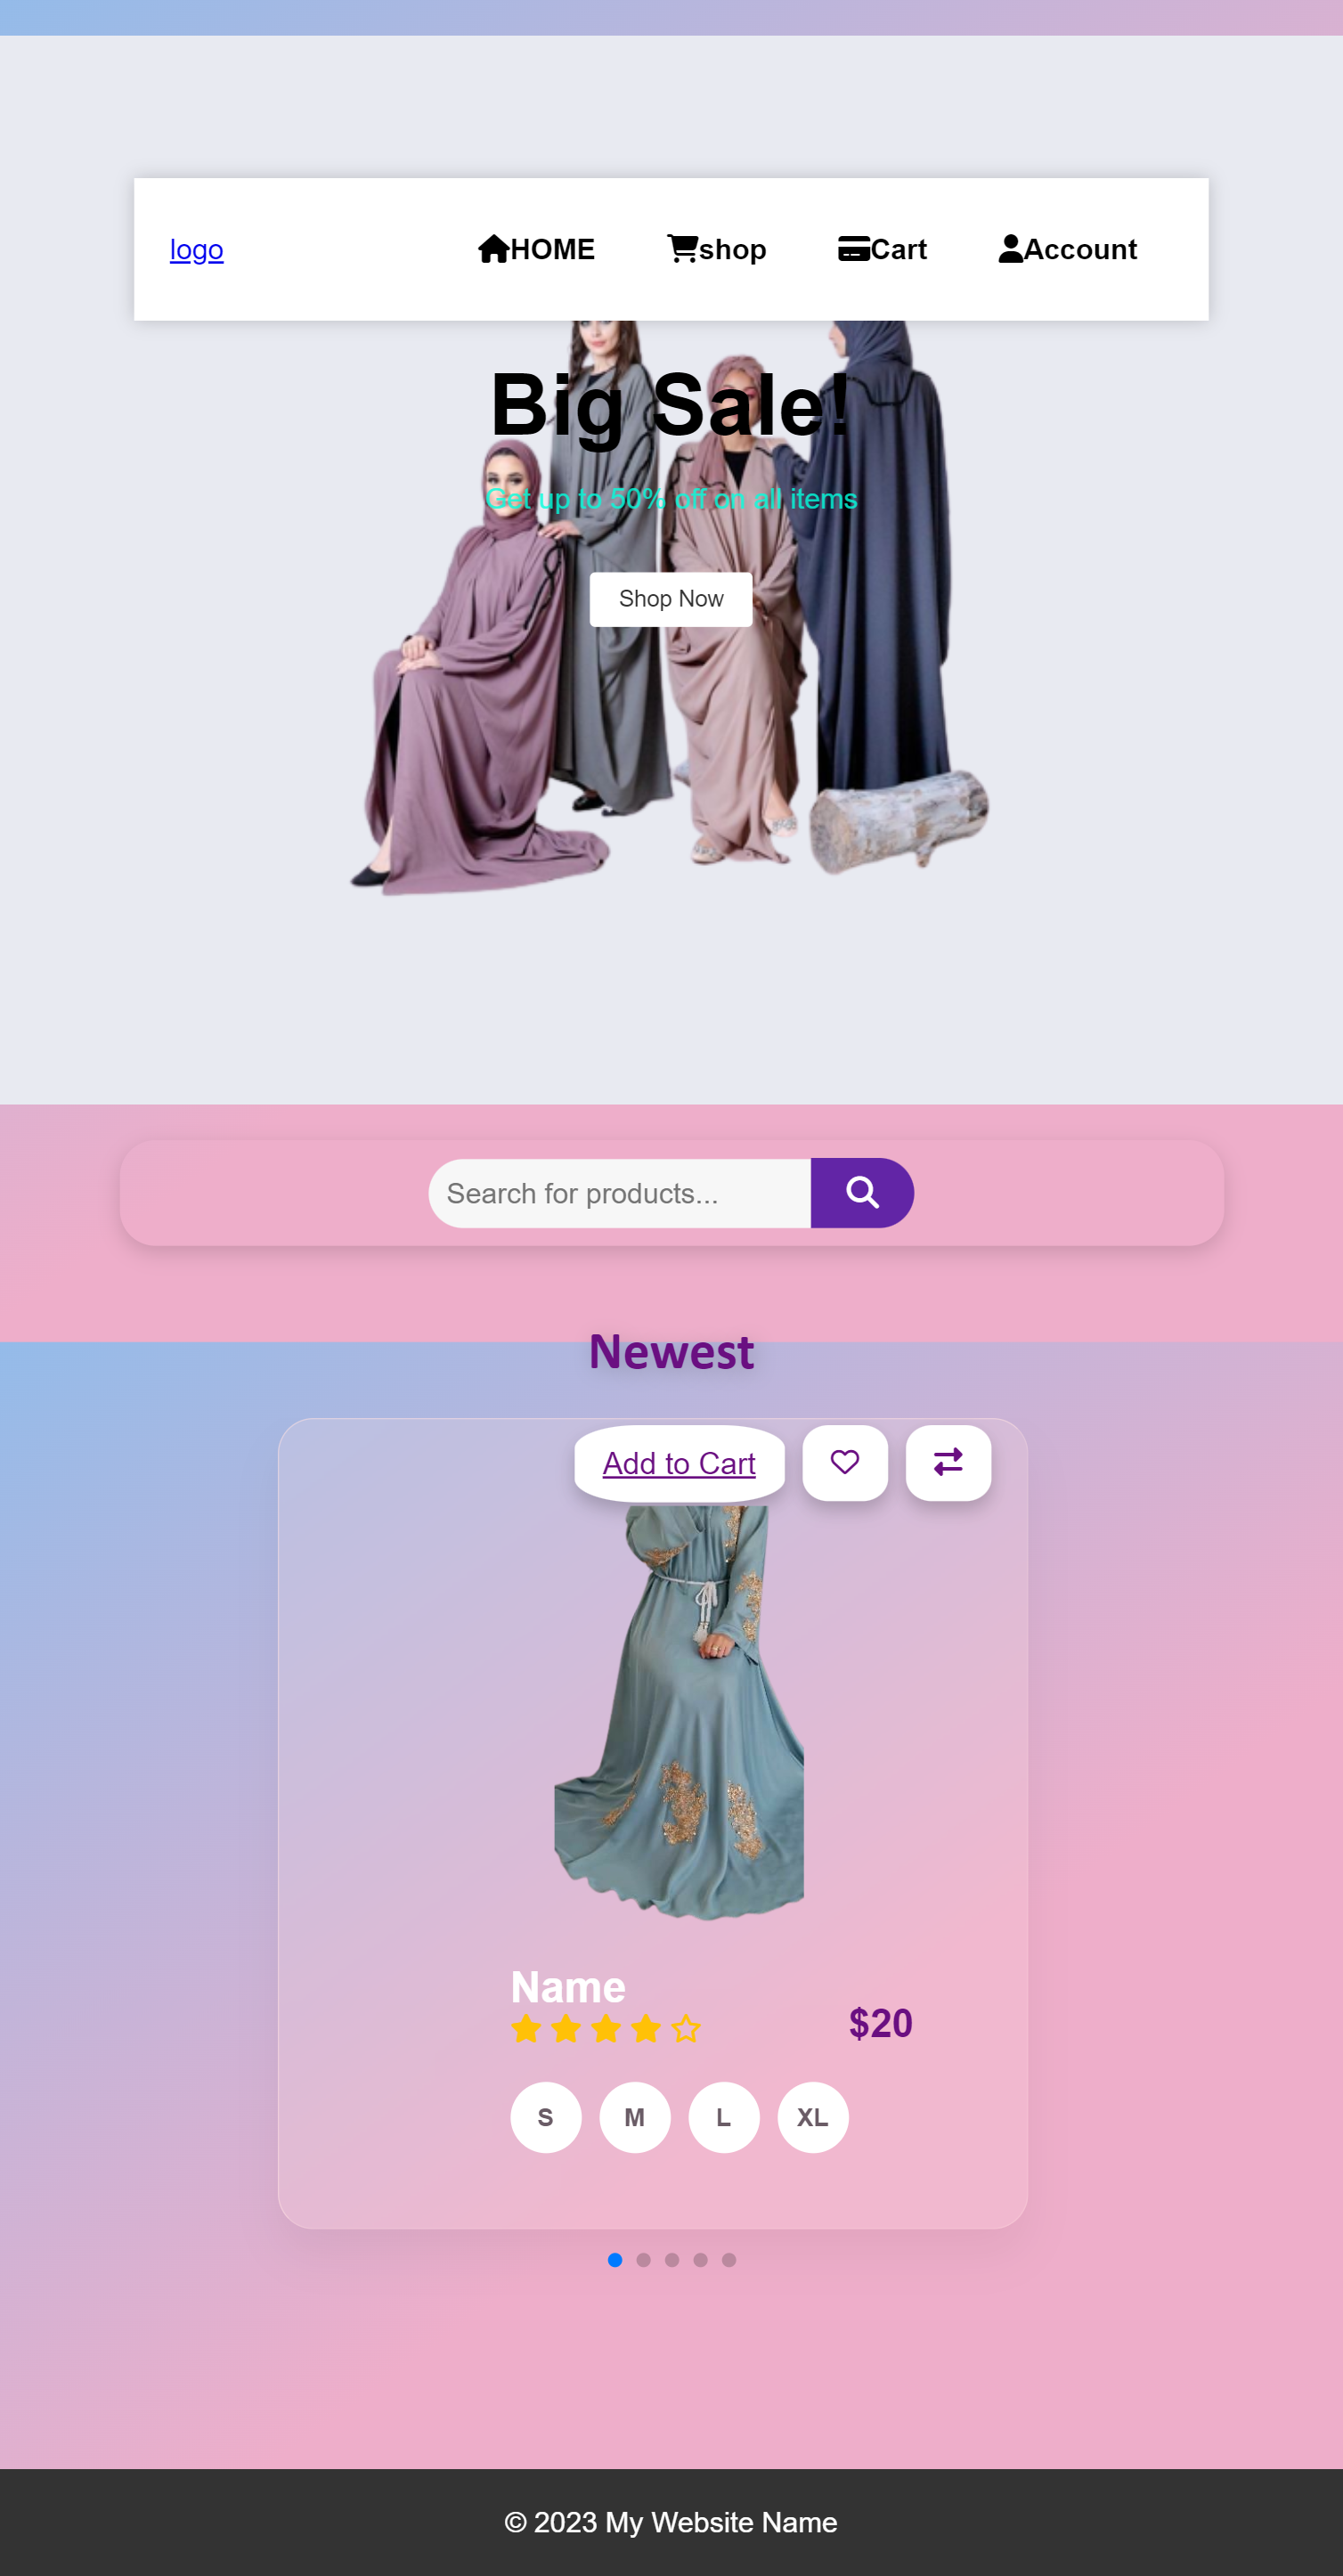 logo HOME shop Cart Account
Big Sale!
Get up to 50% off on all items
Shop Now
Search for products...
Newest
Add to Cart
Name
$20
S M L XL
© 2023 My Website Name